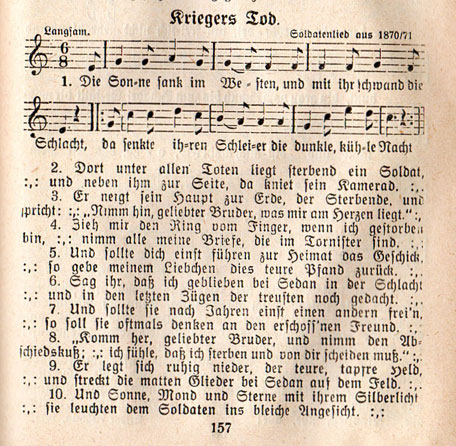 Kriegers Tod.
Langsam.
Soldatenlied aus 1870/71
6
8
1. Die Son-ne sank im We-sten, und mit ihr schwand die
Schlacht, da senkte ih-ren Schlei-er die dunkle, küh-le Nacht
2. Dort unter allen Toten liegt sterbend ein Soldat,
:,: und neben ihm zur Seite, da kniet sein Kamerad. :,:
3. Er neigt sein Haupt zur Erde, der Sterbende, und
spricht: :,: „Nimm hin, geliebter Bruder, was mir am Herzen liegt.“ :,:
4. Zieh mir den Ring vom Finger, wenn ich gestorben
bin, :,: nimm alle meine Briefe, die im Tornister sind. :,:
5. Und sollte dich einst führen zur Heimat das Geschick,
:,: so gebe meinem Liebchen dies teure Pfand zurück. :,:
6. Sag ihr, daß ich geblieben bei Sedan in der Schlacht
:,: und in den letzten Zügen der treusten noch gedacht. :,:
7. Und sollte sie nach Jahren einst einen andern frei'n,
:,: so soll sie oftmals denken an den erschoss'nen Freund. :,:
8. „Komm her, geliebter Bruder, und nimm den Ab-
schiedskuß; :,: ich fühle, daß ich sterben und von dir scheiden muß.“ :,:
9. Er legt sich ruhig nieder, der teure, tapfre Held,
:,: und streckt die matten Glieder bei Sedan auf dem Feld. :,:
10. Und Sonne, Mond und Sterne mit ihrem Silberlicht
:,: sie leuchten dem Soldaten ins bleiche Angesicht. :,:
157